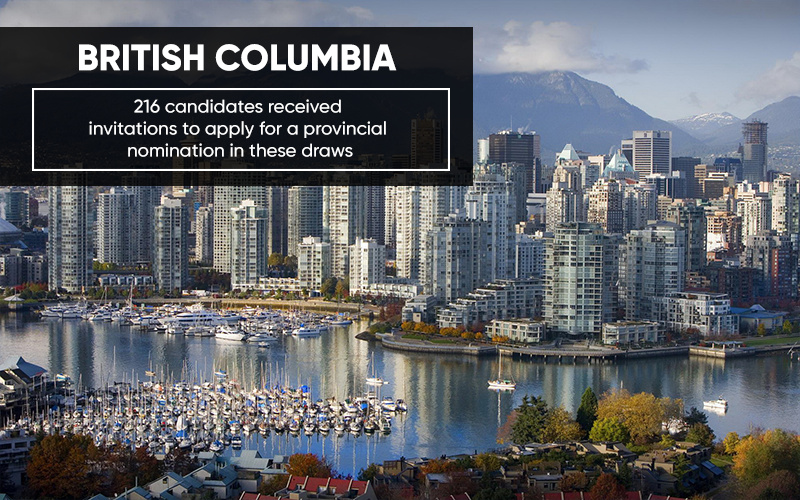 BRITISH COLUMBIA
216 candidates received
invitations to apply for a provincial
nomination in these draws